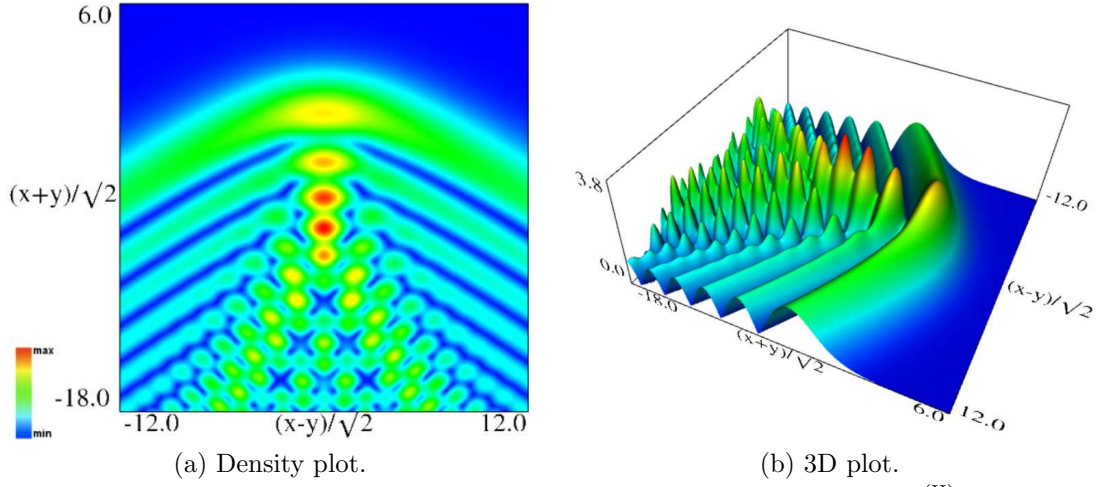 6.0
(x+y)/√2
max
-18.0
min
-12.0
(x-y)/√2
12.0
(a) Density plot.
3.8
0.0
-18.0
(x+y)/√2
6.0
12.0
(x-y)/√2
-12.0
(b) 3D plot.